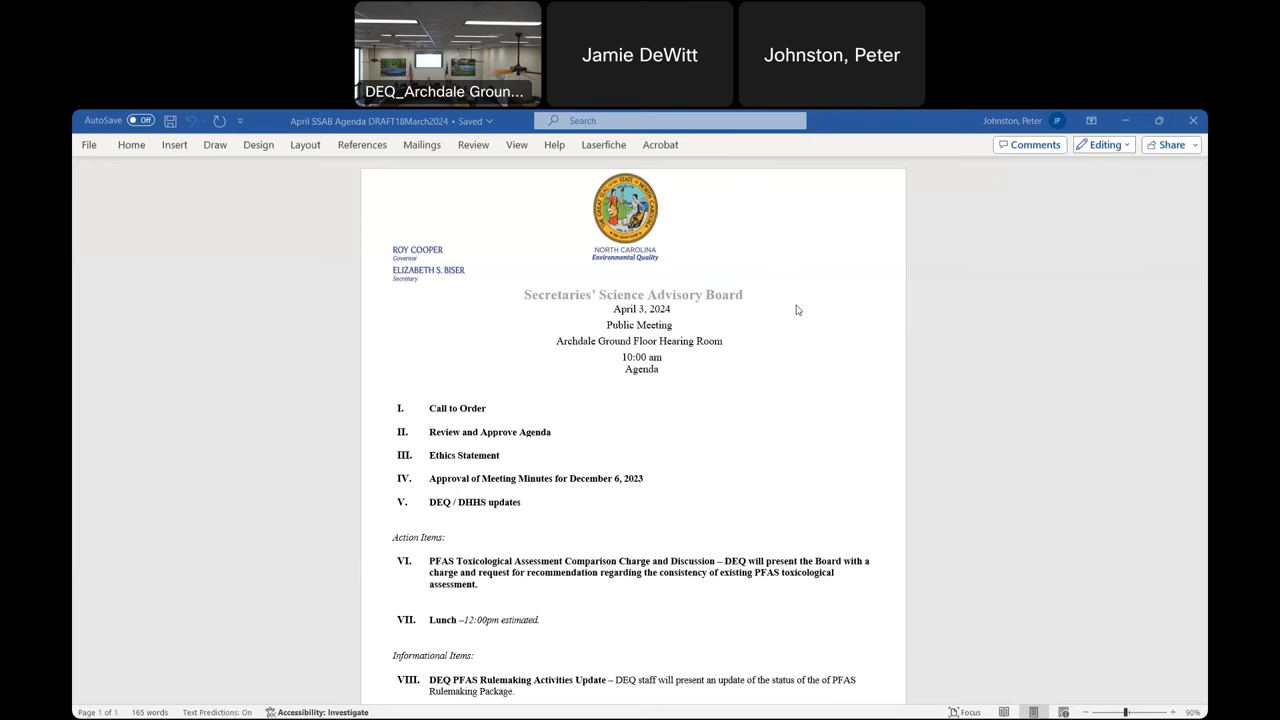 DEQ_Archdale Groun...
Jamie DeWitt
Johnston, Peter
AutoSave Off April SSAB Agenda DRAFT18March2024 • Saved Search Johnston, Peter JP
File Home Insert Draw Design Layout References Mailings Review View Help Laserfiche Acrobat Comments Editing Share
NORTH CAROLINA
Environmental Quality
ROY COOPER
Governor
ELIZABETH S. BISER
Secretary
Secretaries' Science Advisory Board
April 3, 2024
Public Meeting
Archdale Ground Floor Hearing Room
10:00 am
Agenda
I. Call to Order
II. Review and Approve Agenda
III. Ethics Statement
IV. Approval of Meeting Minutes for December 6, 2023
V. DEQ / DHHS updates
Action Items:
VI. PFAS Toxicological Assessment Comparison Charge and Discussion – DEQ will present the Board with a
charge and request for recommendation regarding the consistency of existing PFAS toxicological
assessment.
VII. Lunch –12:00pm estimated.
Informational Items:
VIII. DEQ PFAS Rulemaking Activities Update – DEQ staff will present an update of the status of the of PFAS
Rulemaking Package.
Page 1 of 1 165 words Text Predictions: On Accessibility: Investigate Focus 90%